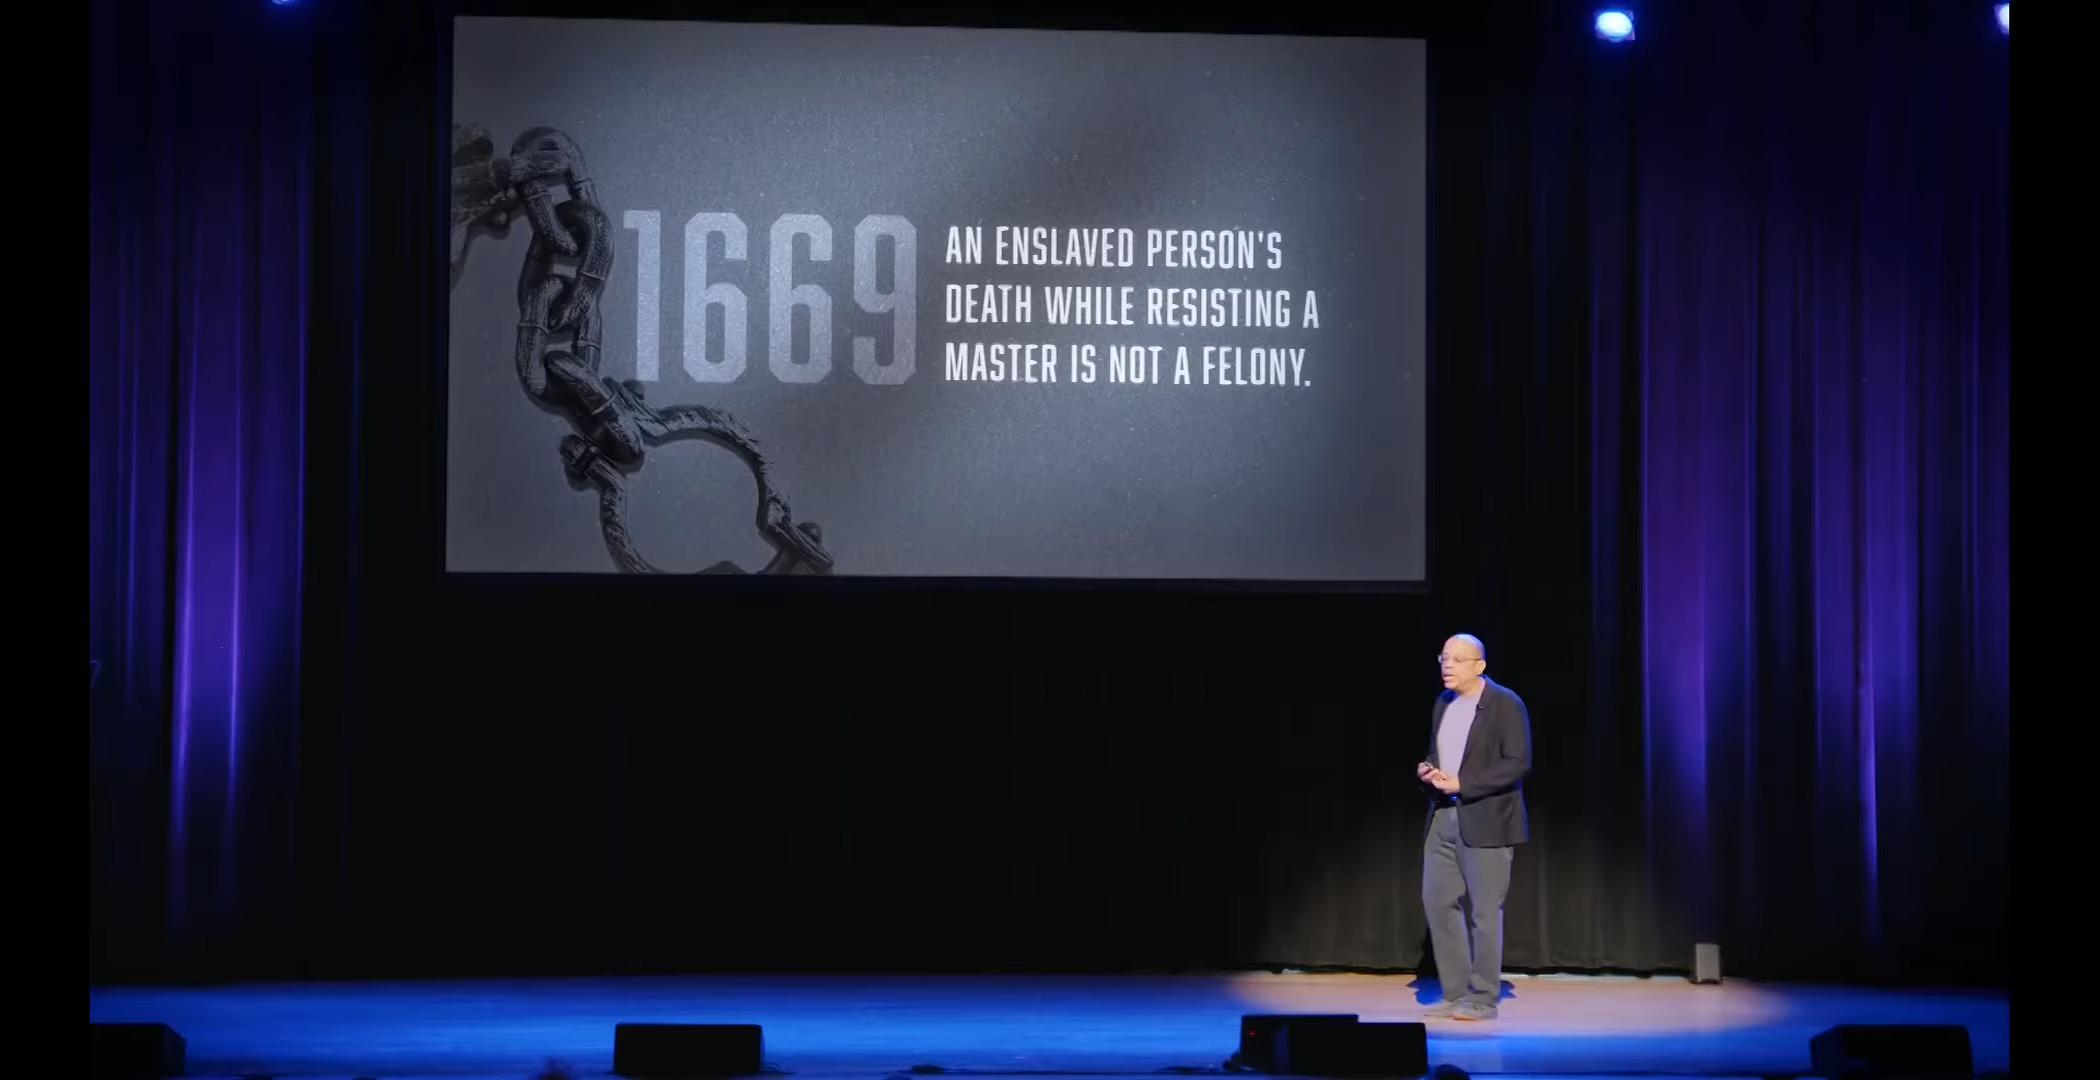 1669
AN ENSLAVED PERSON'S
DEATH WHILE RESISTING A
MASTER IS NOT A FELONY.